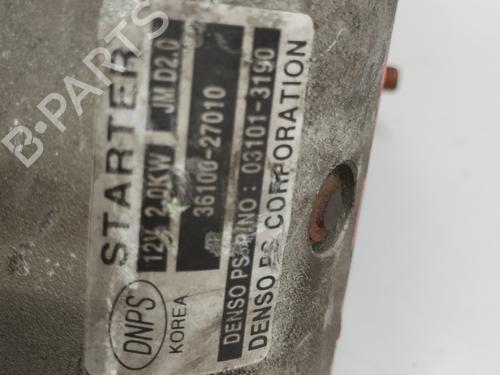 STARTER
12V 2.0KW JM D2.0
36100-27010
DENSO PS P/NO: 03101-3190
DENSO PS CORPORATION
DNPS
KOREA
B-PARTS